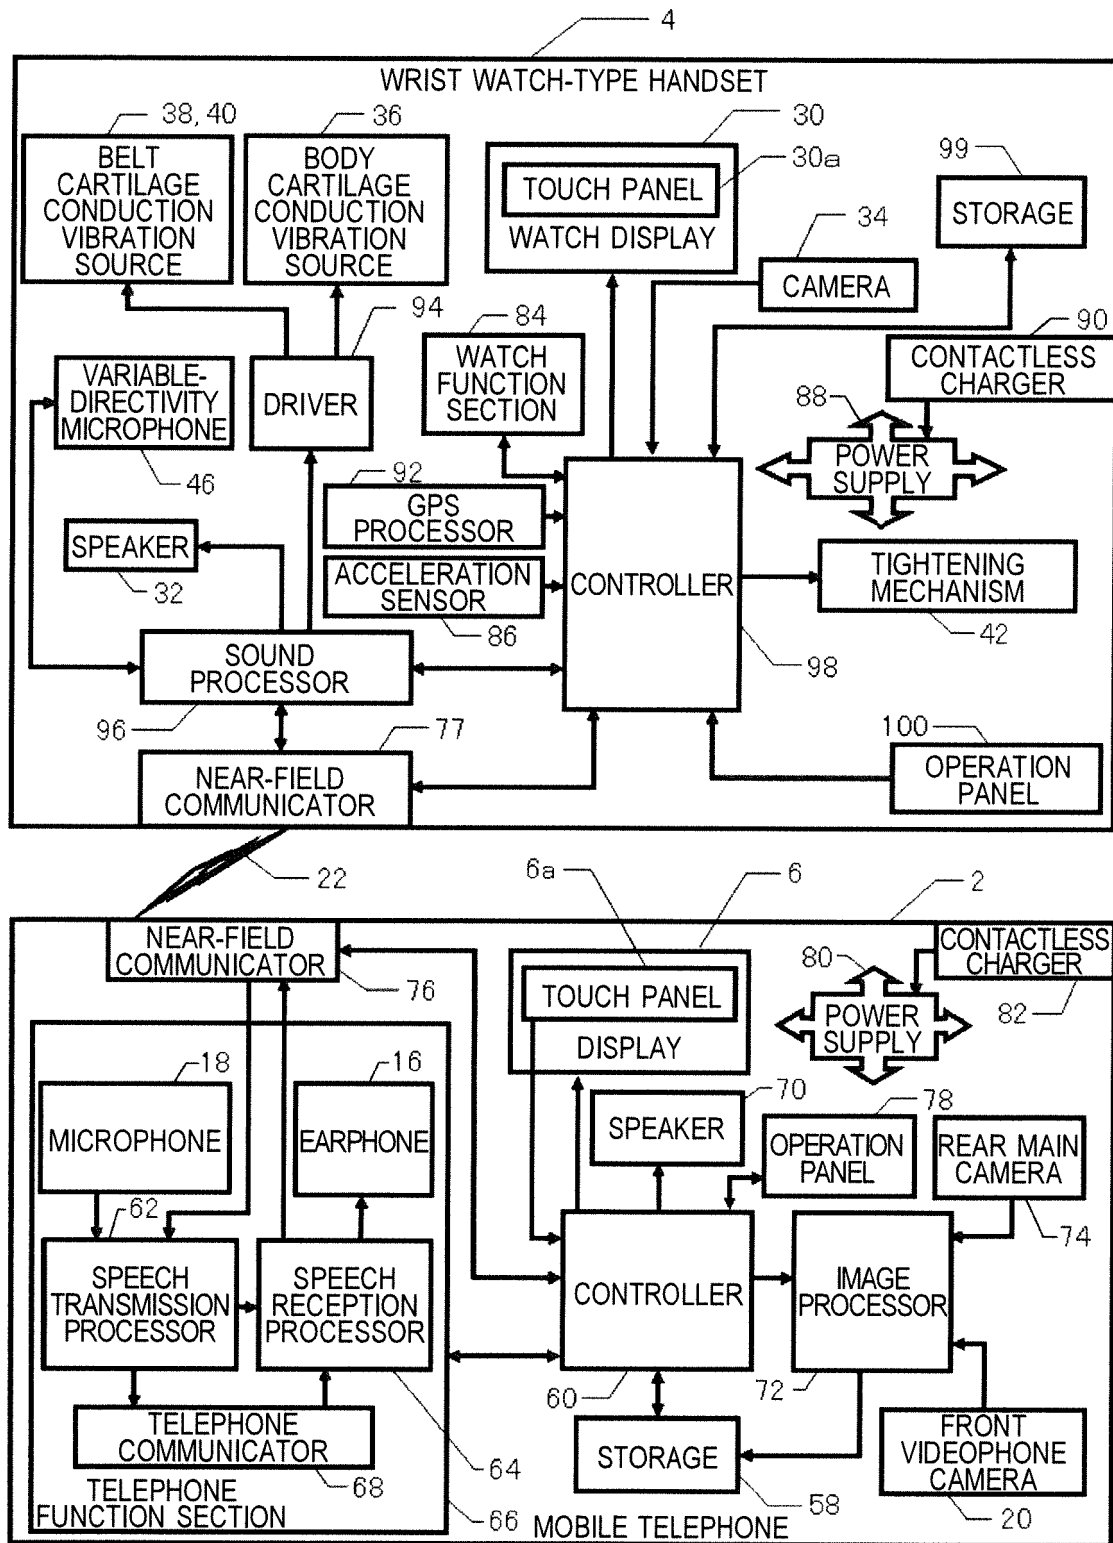 4
WRIST WATCH-TYPE HANDSET
38, 40
36
30
BELT
CARTILAGE
CONDUCTION
VIBRATION
SOURCE
BODY
CARTILAGE
CONDUCTION
VIBRATION
SOURCE
TOUCH PANEL
WATCH DISPLAY
30a
99
STORAGE
34
CAMERA
94
84
90
VARIABLE-
DIRECTIVITY
MICROPHONE
DRIVER
WATCH
FUNCTION
SECTION
CONTACTLESS
CHARGER
88
POWER
SUPPLY
46
92
GPS
PROCESSOR
SPEAKER
32
ACCELERATION
SENSOR
86
CONTROLLER
TIGHTENING
MECHANISM
42
98
SOUND
PROCESSOR
96
77
100
NEAR-FIELD
COMMUNICATOR
OPERATION
PANEL
22
6a
6
2
NEAR-FIELD
COMMUNICATOR
76
TOUCH PANEL
DISPLAY
80
POWER
SUPPLY
CONTACTLESS
CHARGER
82
18
16
MICROPHONE
EARPHONE
70
SPEAKER
78
OPERATION
PANEL
REAR MAIN
CAMERA
74
62
SPEECH
TRANSMISSION
PROCESSOR
SPEECH
RECEPTION
PROCESSOR
CONTROLLER
IMAGE
PROCESSOR
60
72
TELEPHONE
COMMUNICATOR
68
64
STORAGE
58
FRONT
VIDEOPHONE
CAMERA
20
TELEPHONE
FUNCTION SECTION
66
MOBILE TELEPHONE